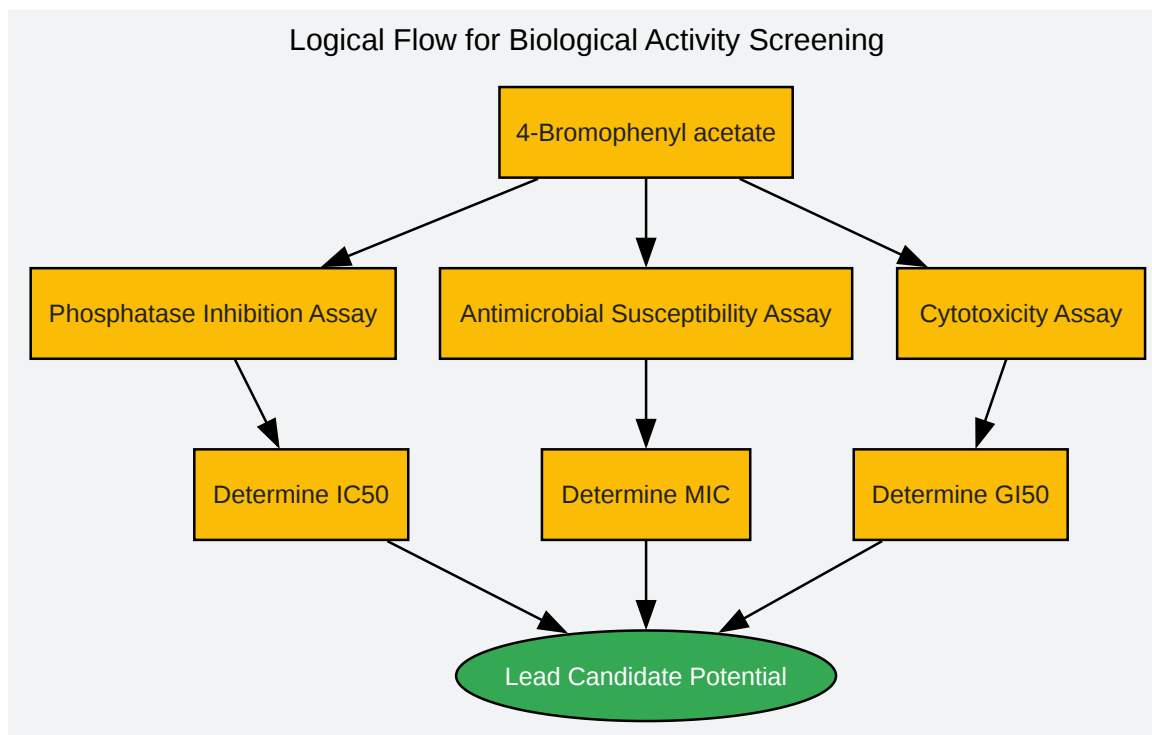 Logical Flow for Biological Activity Screening
4-Bromophenyl acetate
Phosphatase Inhibition Assay
Antimicrobial Susceptibility Assay
Cytotoxicity Assay
Determine IC50
Determine MIC
Determine GI50
Lead Candidate Potential